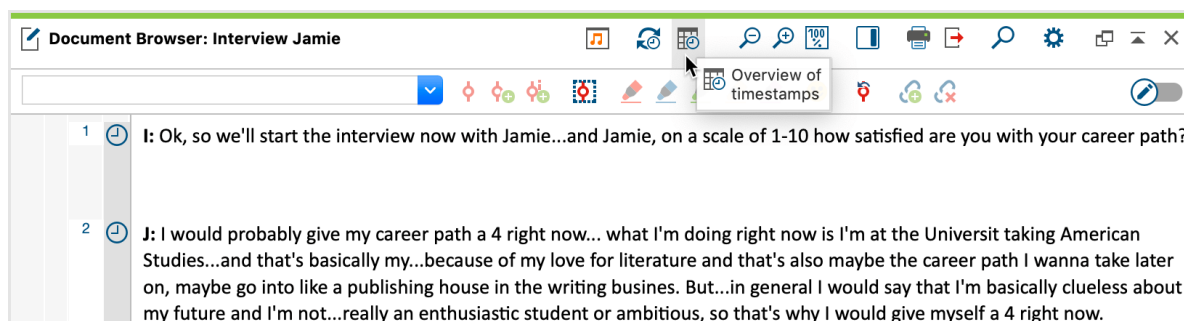 Document Browser: Interview Jamie
100
%
Overview of
timestamps
1
I: Ok, so we'll start the interview now with Jamie...and Jamie, on a scale of 1-10 how satisfied are you with your career path?
2
J: I would probably give my career path a 4 right now... what I'm doing right now is I'm at the Universit taking American
Studies...and that's basically my...because of my love for literature and that's also maybe the career path I wanna take later
on, maybe go into like a publishing house in the writing busines. But...in general I would say that I'm basically clueless about
my future and I'm not...really an enthusiastic student or ambitious, so that's why I would give myself a 4 right now.